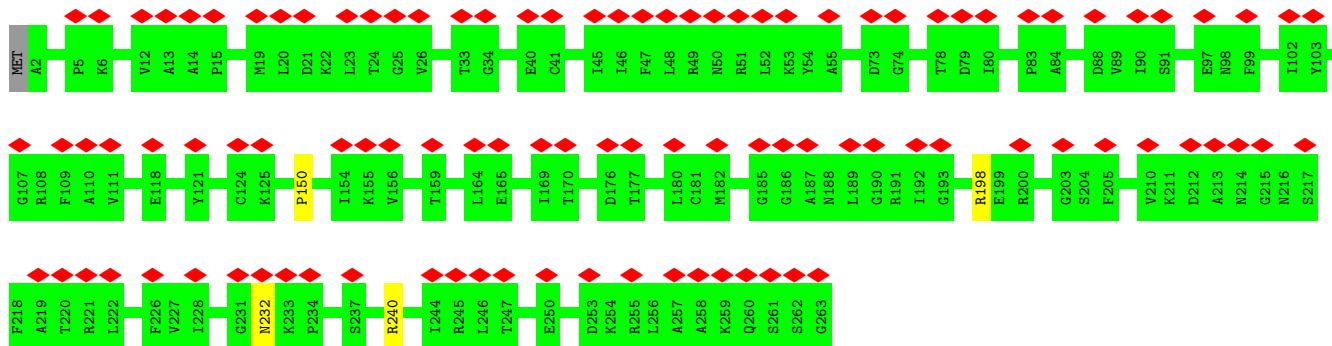 MET A2 P5 K6 V12 A13 A14 P15 M19 L20 D21 K22 L23 T24 G25 V26 T33 G34 E40 C41 I45 I46 F47 L48 R49 N50 R51 L52 K53 Y54 A55 D73 G74 T78 D79 I80 P83 A84 D88 V89 I90 S91 E97 N98 F99 I102 Y103
G107 R108 F109 A110 V111 E118 Y121 C124 K125 P150 I154 K155 V156 T159 L164 E165 I169 T170 D176 T177 L180 C181 M182 G185 G186 A187 N188 L189 G190 R191 I192 G193 R198 E199 R200 G203 S204 F205 V210 K211 D212 A213 N214 G215 N216 S217
F218 A219 T220 R221 L222 F226 V227 I228 G231 N232 K233 P234 S237 R240 I244 R245 L246 T247 E250 D253 K254 R255 L256 A257 A258 K259 Q260 S261 S262 G263